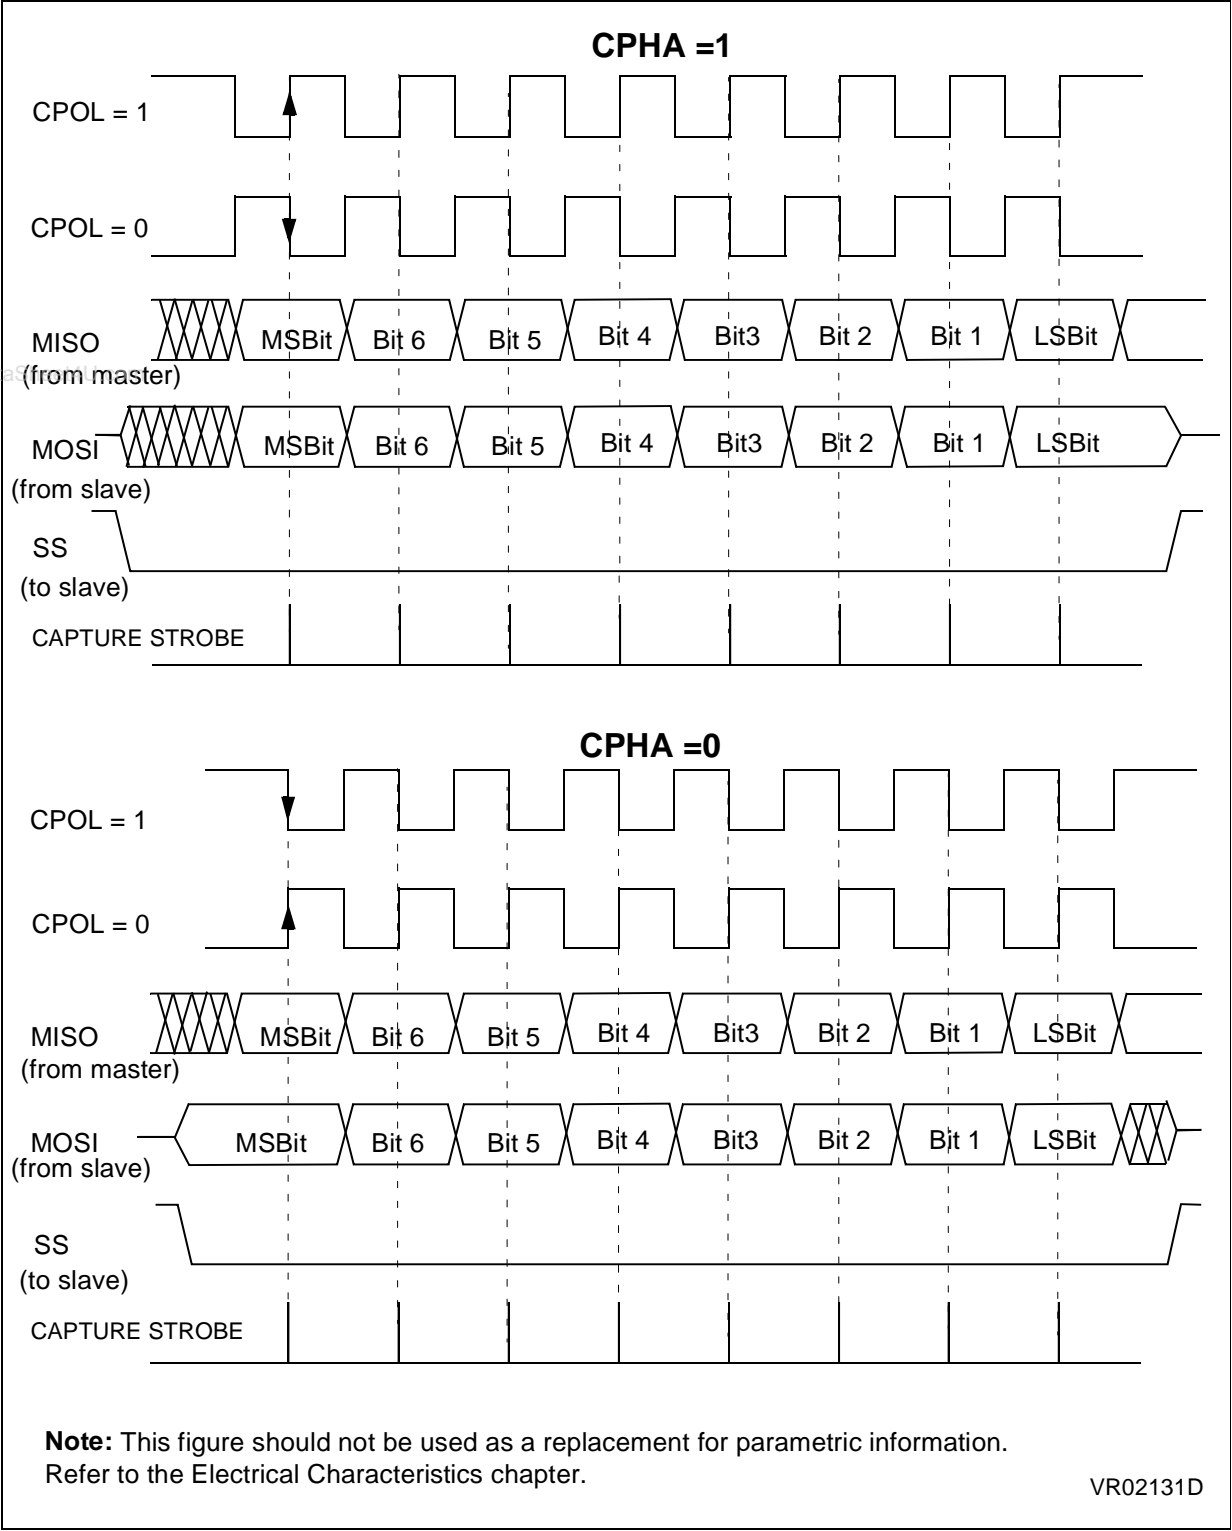 CPHA =1
CPOL = 1
CPOL = 0
MISO
(from master)
MSBit Bit 6 Bit 5 Bit 4 Bit3 Bit 2 Bit 1 LSBit
MOSI
(from slave)
MSBit Bit 6 Bit 5 Bit 4 Bit3 Bit 2 Bit 1 LSBit
SS
(to slave)
CAPTURE STROBE
CPHA =0
CPOL = 1
CPOL = 0
MISO
(from master)
MSBit Bit 6 Bit 5 Bit 4 Bit3 Bit 2 Bit 1 LSBit
MOSI
(from slave)
MSBit Bit 6 Bit 5 Bit 4 Bit3 Bit 2 Bit 1 LSBit
SS
(to slave)
CAPTURE STROBE
Note: This figure should not be used as a replacement for parametric information.
Refer to the Electrical Characteristics chapter.
VR02131D